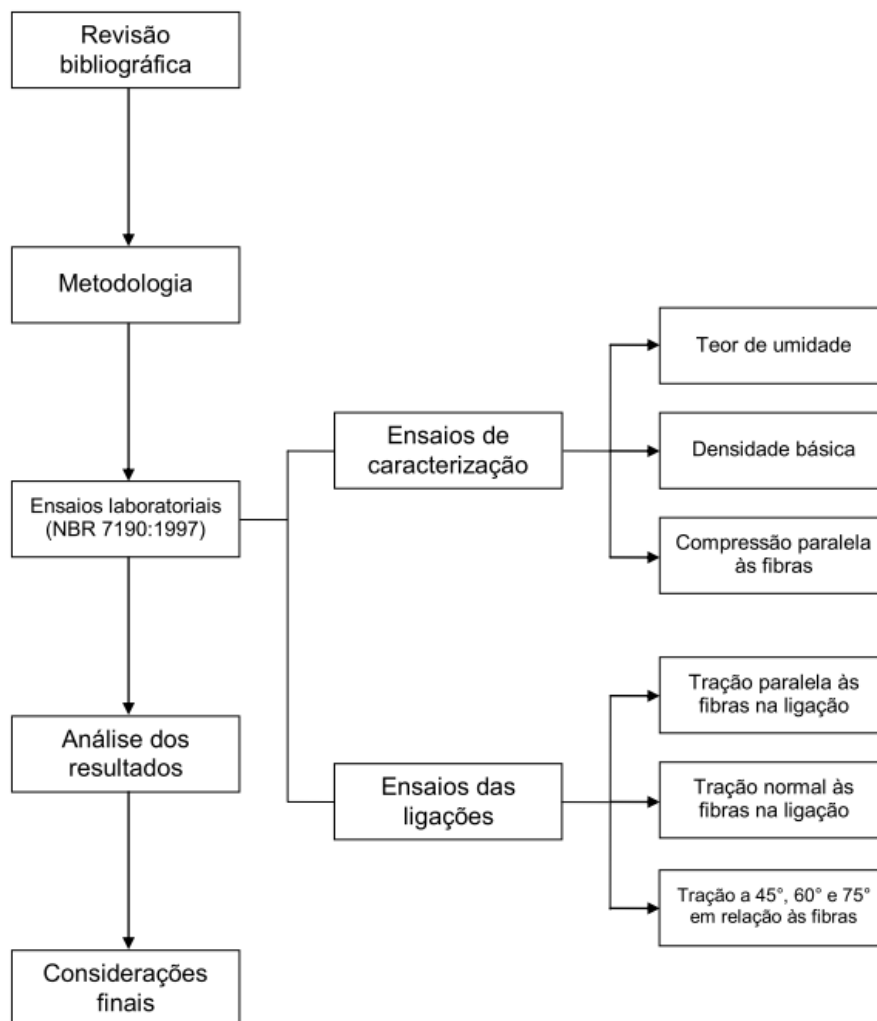 Revisão
bibliográfica
Metodologia
Ensaios laboratoriais
(NBR 7190:1997)
Análise dos
resultados
Considerações
finais
Ensaios de
caracterização
Ensaios das
ligações
Teor de umidade
Densidade básica
Compressão paralela
às fibras
Tração paralela às
fibras na ligação
Tração normal às
fibras na ligação
Tração a 45°, 60° e 75°
em relação às fibras